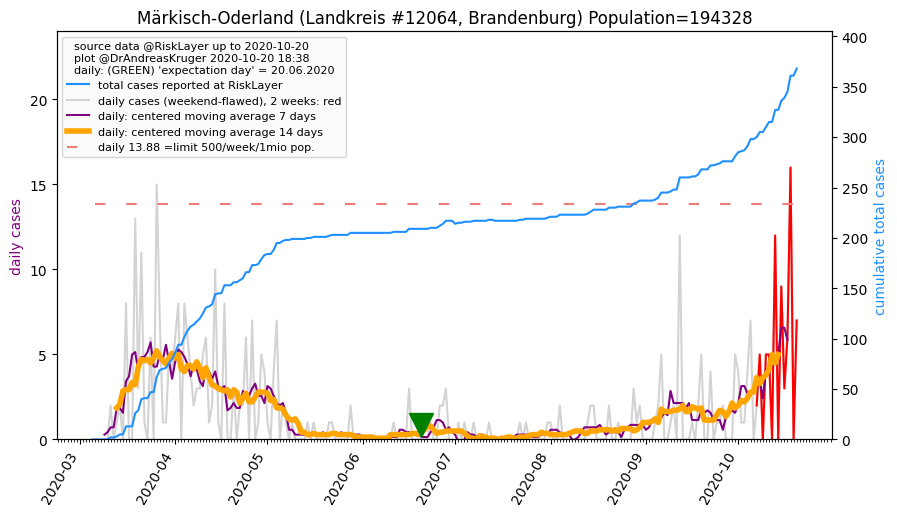 Märkisch-Oderland (Landkreis #12064, Brandenburg) Population=194328
source data @RiskLayer up to 2020-10-20
plot @DrAndreasKruger 2020-10-20 18:38
daily: (GREEN) 'expectation day' = 20.06.2020
total cases reported at RiskLayer
daily cases (weekend-flawed), 2 weeks: red
daily: centered moving average 7 days
daily: centered moving average 14 days
daily 13.88 =limit 500/week/1mio pop.
daily cases
0
5
10
15
20
cumulative total cases
0
50
100
150
200
250
300
350
400
2020-03
2020-04
2020-05
2020-06
2020-07
2020-08
2020-09
2020-10